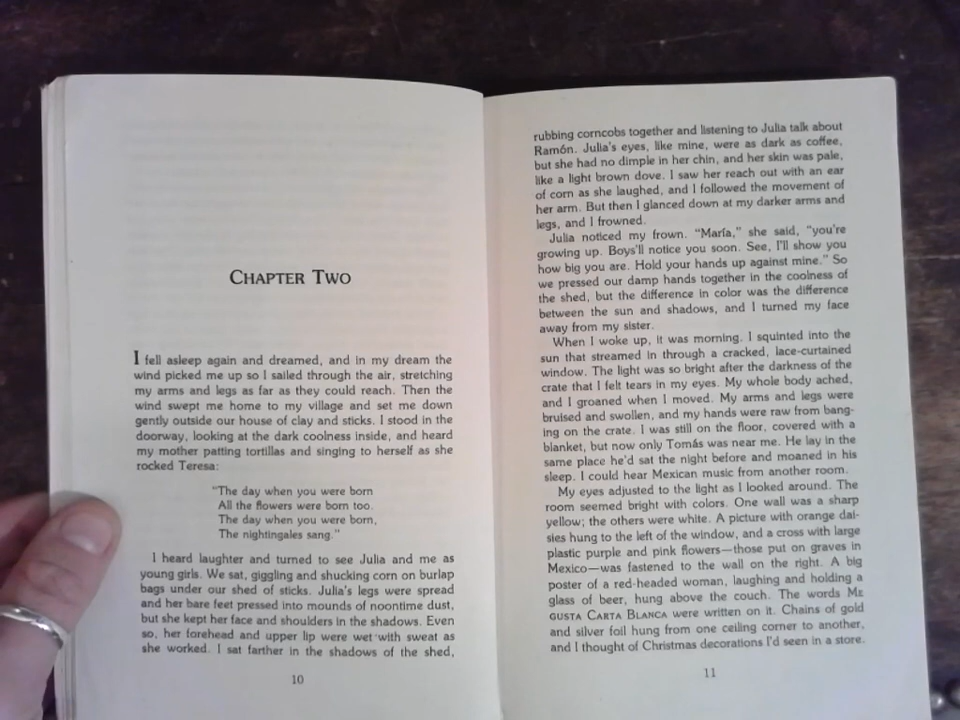 CHAPTER TWO
I fell asleep again and dreamed, and in my dream the
wind picked me up so I sailed through the air, stretching
my arms and legs as far as they could reach. Then the
wind swept me home to my village and set me down
gently outside our house of clay and sticks. I stood in the
doorway, looking at the dark coolness inside, and heard
my mother patting tortillas and singing to herself as she
rocked Teresa:
"The day when you were born
All the flowers were born too.
The day when you were born,
The nightingales sang."
I heard laughter and turned to see Julia and me as
young girls. We sat, giggling and shucking corn on burlap
bags under our shed of sticks. Julia's legs were spread
and her bare feet pressed into mounds of noontime dust,
but she kept her face and shoulders in the shadows. Even
so, her forehead and upper lip were wet with sweat as
she worked. I sat farther in the shadows of the shed,
10
rubbing corncobs together and listening to Julia talk about
Ramón. Julia's eyes, like mine, were as dark as coffee,
but she had no dimple in her chin, and her skin was pale,
like a light brown dove. I saw her reach out with an ear
of corn as she laughed, and I followed the movement of
her arm. But then I glanced down at my darker arms and
legs, and I frowned.
Julia noticed my frown. "María," she said, "you're
growing up. Boys'll notice you soon. See, I'll show you
how big you are. Hold your hands up against mine." So
we pressed our damp hands together in the coolness of
the shed, but the difference in color was the difference
between the sun and shadows, and I turned my face
away from my sister.
When I woke up, it was morning. I squinted into the
sun that streamed in through a cracked, lace-curtained
window. The light was so bright after the darkness of the
crate that I felt tears in my eyes. My whole body ached,
and I groaned when I moved. My arms and legs were
bruised and swollen, and my hands were raw from bang-
ing on the crate. I was still on the floor, covered with a
blanket, but now only Tomás was near me. He lay in the
same place he'd sat the night before and moaned in his
sleep. I could hear Mexican music from another room.
My eyes adjusted to the light as I looked around. The
room seemed bright with colors. One wall was a sharp
yellow; the others were white. A picture with orange dai-
sies hung to the left of the window, and a cross with large
plastic purple and pink flowers—those put on graves in
Mexico—was fastened to the wall on the right. A big
poster of a red-headed woman, laughing and holding a
glass of beer, hung above the couch. The words ME
GUSTA CARTA BLANCA were written on it. Chains of gold
and silver foil hung from one ceiling corner to another,
and I thought of Christmas decorations I'd seen in a store.
11